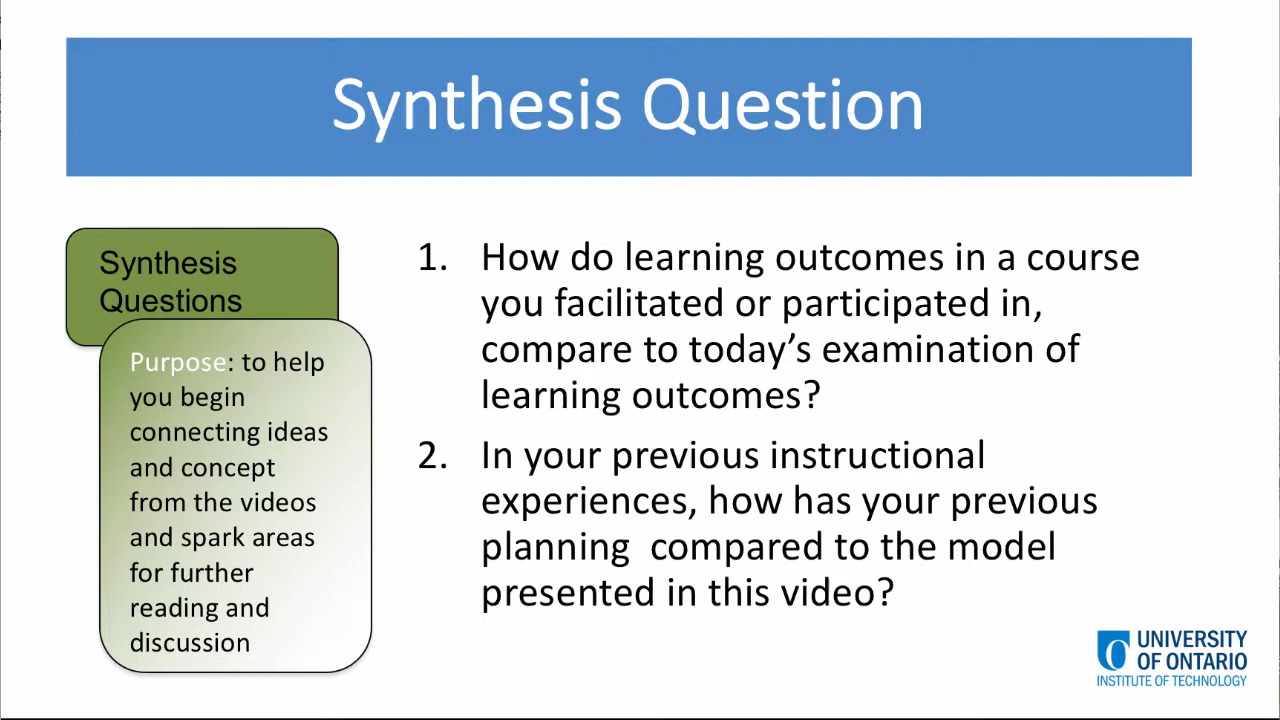 Synthesis Question
Synthesis
Questions
Purpose: to help
you begin
connecting ideas
and concept
from the videos
and spark areas
for further
reading and
discussion
1. How do learning outcomes in a course
you facilitated or participated in,
compare to today’s examination of
learning outcomes?
2. In your previous instructional
experiences, how has your previous
planning  compared to the model
presented in this video?
UNIVERSITY
OF ONTARIO
INSTITUTE OF TECHNOLOGY